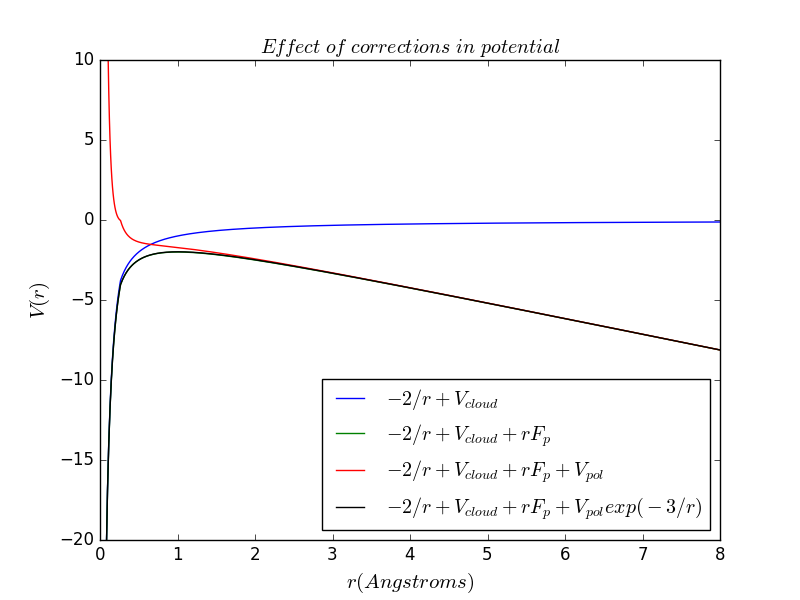 Effect of corrections in potential
10
5
0
−5
−10
−15
−20
V(r)
−2/r + V_cloud
−2/r + V_cloud + rF_p
−2/r + V_cloud + rF_p + V_pol
−2/r + V_cloud + rF_p + V_pol exp(−3/r)
0 1 2 3 4 5 6 7 8
r(Angstroms)